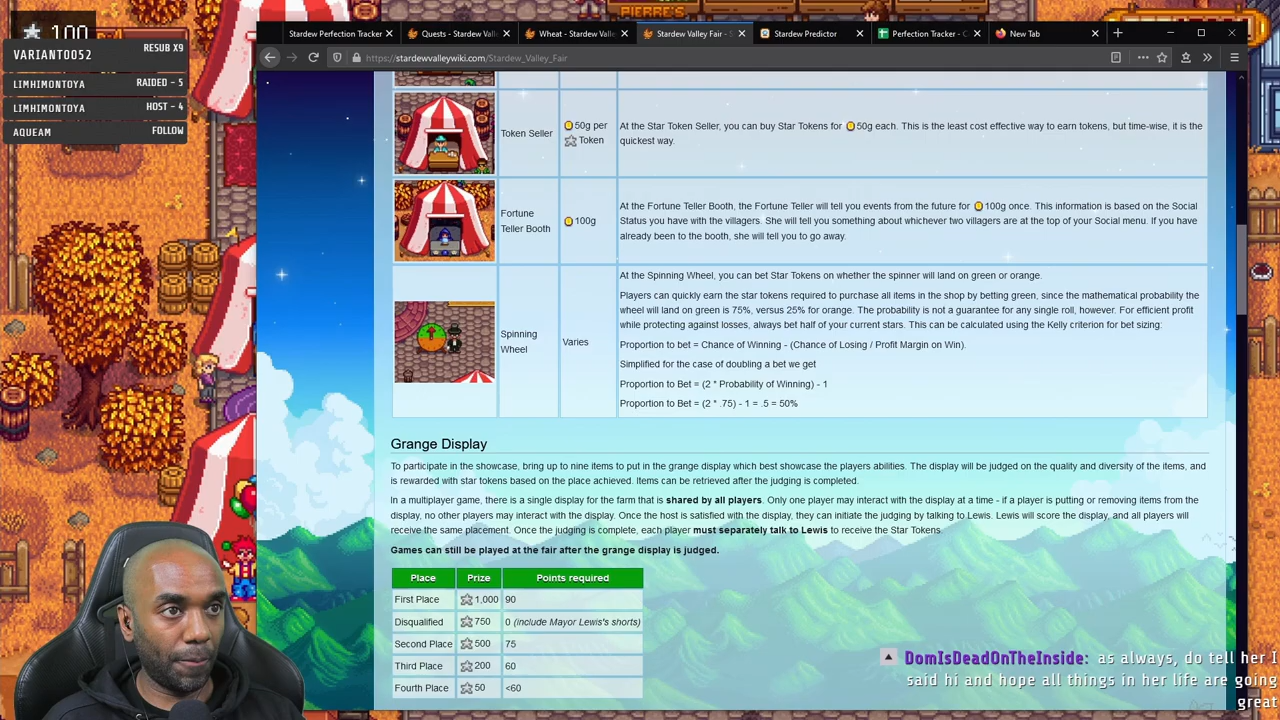 PIERRE'S
100
VARIANT0052
RESUB X9
LIMHIMONTOYA
RAIDED - 5
LIMHIMONTOYA
HOST - 4
AQUEAM
FOLLOW
Stardew Perfection Tracker
Quests - Stardew Valle
Wheat - Stardew Valle
Stardew Valley Fair - S
Stardew Predictor
Perfection Tracker - C
New Tab
https://stardewvalleywiki.com/Stardew_Valley_Fair
Token Seller
50g per
Token
At the Star Token Seller, you can buy Star Tokens for 50g each. This is the least cost effective way to earn tokens, but time-wise, it is the
quickest way.
Fortune
Teller Booth
100g
At the Fortune Teller Booth, the Fortune Teller will tell you events from the future for 100g once. This information is based on the Social
Status you have with the villagers. She will tell you something about whichever two villagers are at the top of your Social menu. If you have
already been to the booth, she will tell you to go away.
Spinning
Wheel
Varies
At the Spinning Wheel, you can bet Star Tokens on whether the spinner will land on green or orange.
Players can quickly earn the star tokens required to purchase all items in the shop by betting green, since the mathematical probability the
wheel will land on green is 75%, versus 25% for orange. The probability is not a guarantee for any single roll, however. For efficient profit
while protecting against losses, always bet half of your current stars. This can be calculated using the Kelly criterion for bet sizing:
Proportion to bet = Chance of Winning - (Chance of Losing / Profit Margin on Win).
Simplified for the case of doubling a bet we get
Proportion to Bet = (2 * Probability of Winning) - 1
Proportion to Bet = (2 * .75) - 1 = .5 = 50%
Grange Display
To participate in the showcase, bring up to nine items to put in the grange display which best showcase the players abilities. The display will be judged on the quality and diversity of the items, and
is rewarded with star tokens based on the place achieved. Items can be retrieved after the judging is completed.
In a multiplayer game, there is a single display for the farm that is shared by all players. Only one player may interact with the display at a time - if a player is putting or removing items from the
display, no other players may interact with the display. Once the host is satisfied with the display, they can initiate the judging by talking to Lewis. Lewis will score the display, and all players will
receive the same placement. Once the judging is complete, each player must separately talk to Lewis to receive the Star Tokens.
Games can still be played at the fair after the grange display is judged.
Place Prize Points required
First Place 1,000 90
Disqualified 750 0 (include Mayor Lewis's shorts)
Second Place 500 75
Third Place 200 60
Fourth Place 50 <60
DomIsDeadOnTheInside: as always, do tell her I
said hi and hope all things in her life are going
great